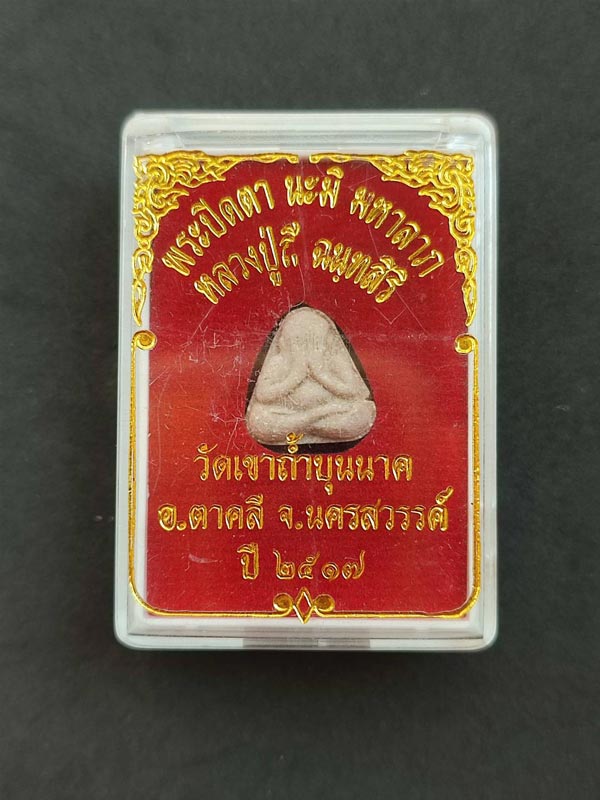 พระปิดตา นะมิ มหาลาภ
หลวงปู่ถิ ฉนฺทสิริ
วัดเขาถ้ำบุนนาค
อ.ตาคลี จ.นครสวรรค์
ปี ๒๕๑๗